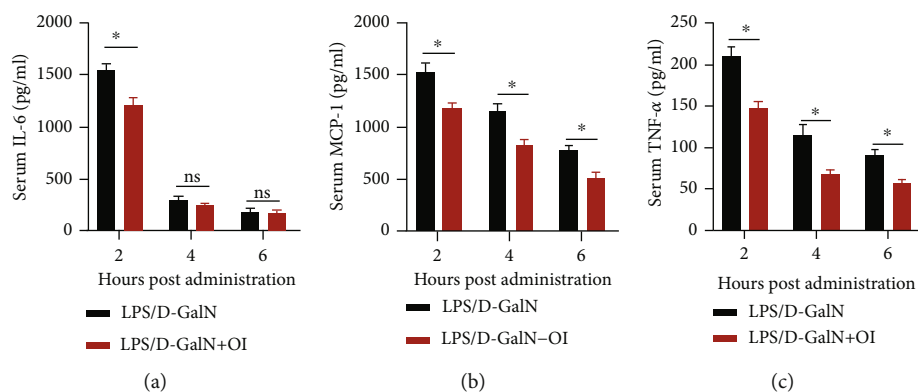 Serum IL-6 (pg/ml)
2000
1500
1000
500
0
*
ns
ns
2 4 6
Hours post administration
LPS/D-GalN
LPS/D-GalN+OI
(a)
Serum MCP-1 (pg/ml)
2000
1500
1000
500
0
*
*
*
2 4 6
Hours post administration
LPS/D-GalN
LPS/D-GalN−OI
(b)
Serum TNF-α (pg/ml)
250
200
150
100
50
0
*
*
*
2 4 6
Hours post administration
LPS/D-GalN
LPS/D-GalN+OI
(c)